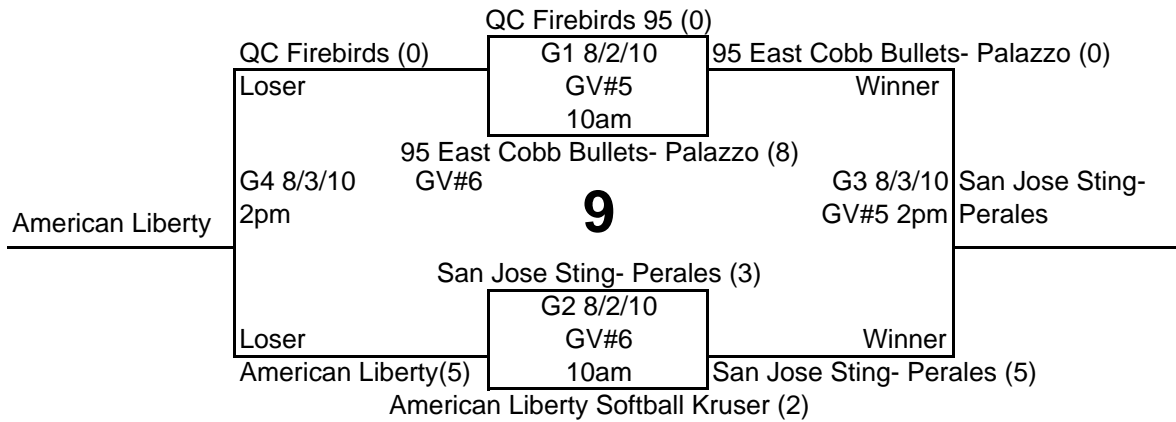 QC Firebirds 95 (0)
QC Firebirds (0)
G1 8/2/10
95 East Cobb Bullets- Palazzo (0)
Loser
GV#5
Winner
10am
95 East Cobb Bullets- Palazzo (8)
G4 8/3/10
GV#6
G3 8/3/10
San Jose Sting-
American Liberty
2pm
9
GV#5 2pm
Perales
San Jose Sting- Perales (3)
G2 8/2/10
Loser
GV#6
Winner
American Liberty(5)
10am
San Jose Sting- Perales (5)
American Liberty Softball Kruser (2)